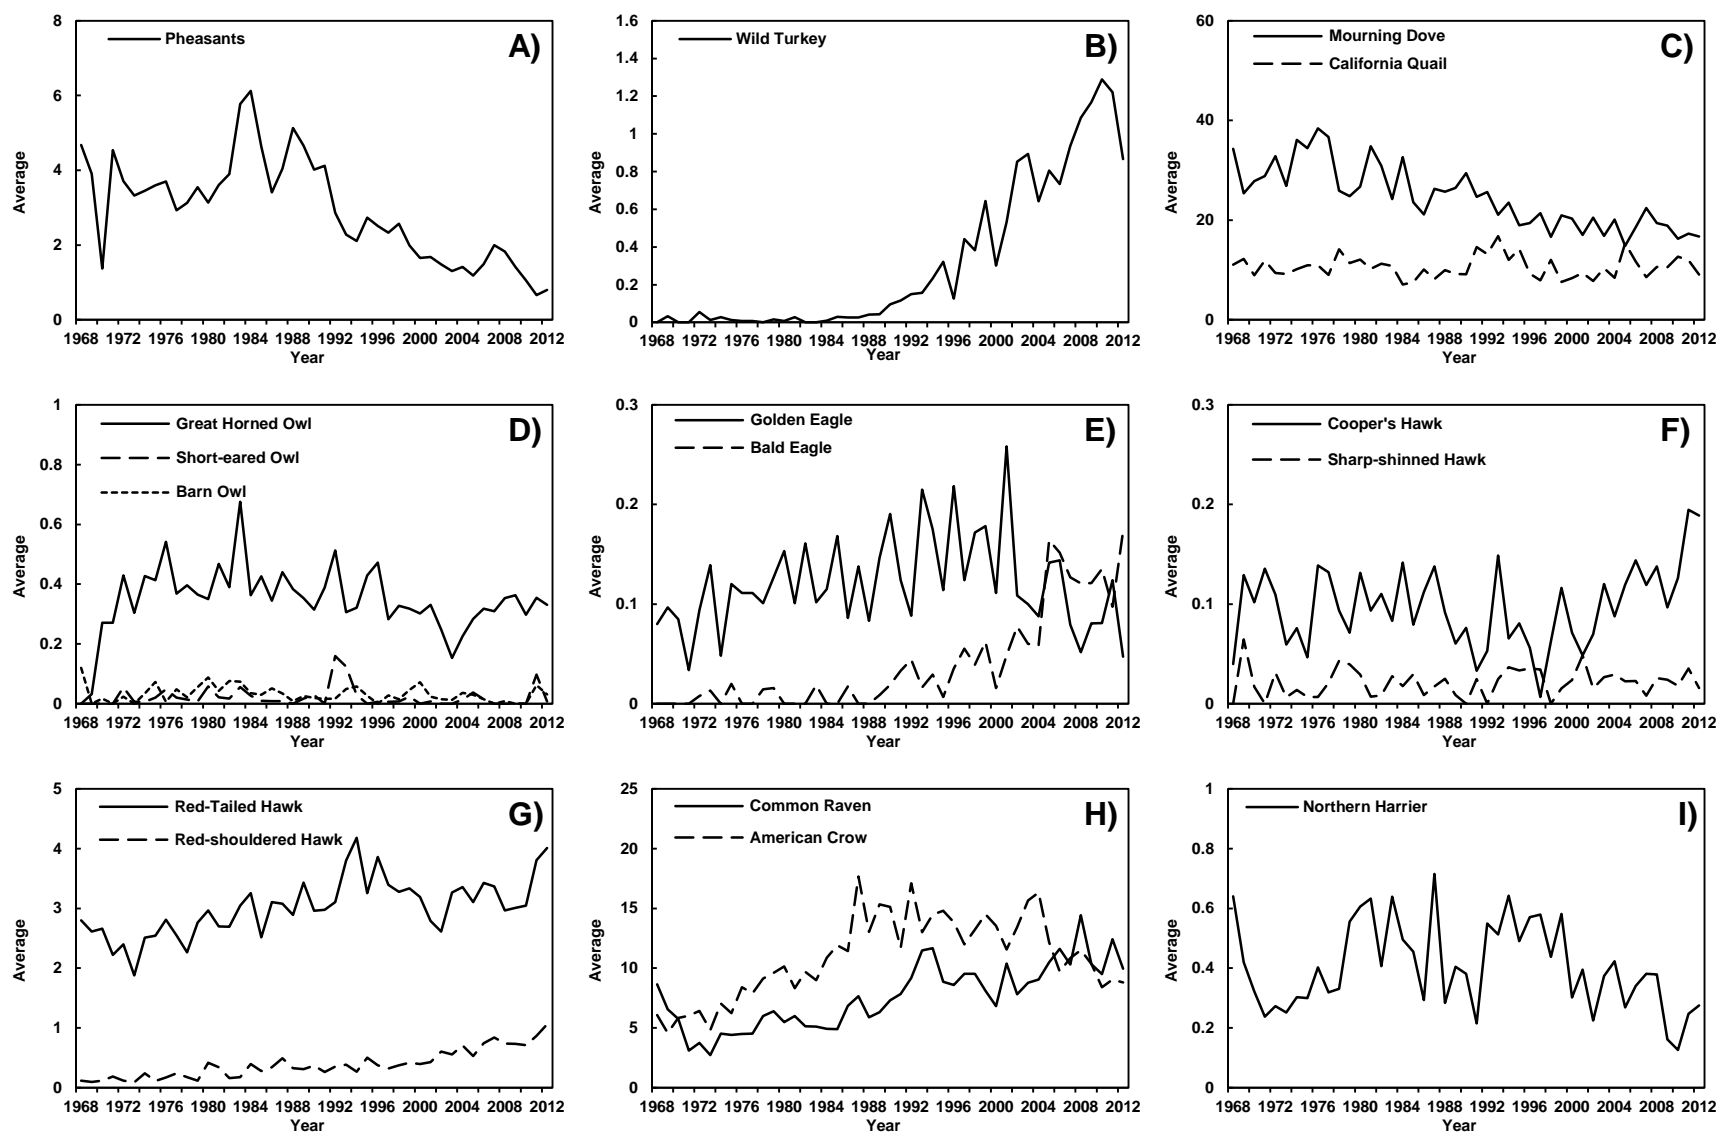 Pheasants
A)
8
6
4
2
0
Average
1968 1972 1976 1980 1984 1988 1992 1996 2000 2004 2008 2012
Year
Wild Turkey
B)
1.6
1.4
1.2
1
0.8
0.6
0.4
0.2
0
Average
1968 1972 1976 1980 1984 1988 1992 1996 2000 2004 2008 2012
Year
Mourning Dove
California Quail
C)
60
40
20
0
Average
1968 1972 1976 1980 1984 1988 1992 1996 2000 2004 2008 2012
Year
Great Horned Owl
Short-eared Owl
Barn Owl
D)
1
0.8
0.6
0.4
0.2
0
Average
1968 1972 1976 1980 1984 1988 1992 1996 2000 2004 2008 2012
Year
Golden Eagle
Bald Eagle
E)
0.3
0.2
0.1
0
Average
1968 1972 1976 1980 1984 1988 1992 1996 2000 2004 2008 2012
Year
Cooper's Hawk
Sharp-shinned Hawk
F)
0.3
0.2
0.1
0
Average
1968 1972 1976 1980 1984 1988 1992 1996 2000 2004 2008 2012
Year
Red-Tailed Hawk
Red-shouldered Hawk
G)
5
4
3
2
1
0
Average
1968 1972 1976 1980 1984 1988 1992 1996 2000 2004 2008 2012
Year
Common Raven
American Crow
H)
25
20
15
10
5
0
Average
1968 1972 1976 1980 1984 1988 1992 1996 2000 2004 2008 2012
Year
Northern Harrier
I)
1
0.8
0.6
0.4
0.2
0
Average
1968 1972 1976 1980 1984 1988 1992 1996 2000 2004 2008 2012
Year